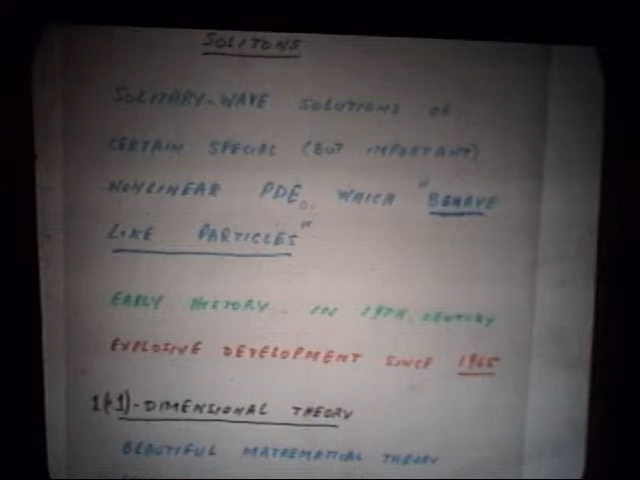 SOLITONS
SOLITARY-WAVE SOLUTIONS OF
CERTAIN SPECIAL (BUT IMPORTANT)
NONLINEAR PDEs WHICH "BEHAVE
LIKE PARTICLES"
EARLY HISTORY IN 19TH CENTURY
EXPLOSIVE DEVELOPMENT SINCE 1965
1(+1)-DIMENSIONAL THEORY
BEAUTIFUL MATHEMATICAL THEORY